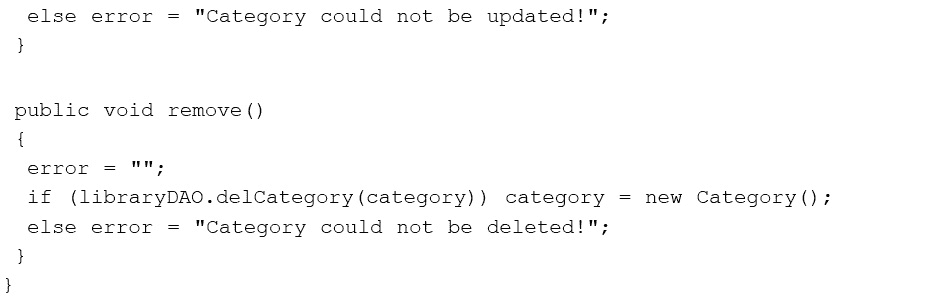 else error = "Category could not be updated!";
}
public void remove()
{
error = "";
if (libraryDAO.delCategory(category)) category = new Category();
else error = "Category could not be deleted!";
}
}